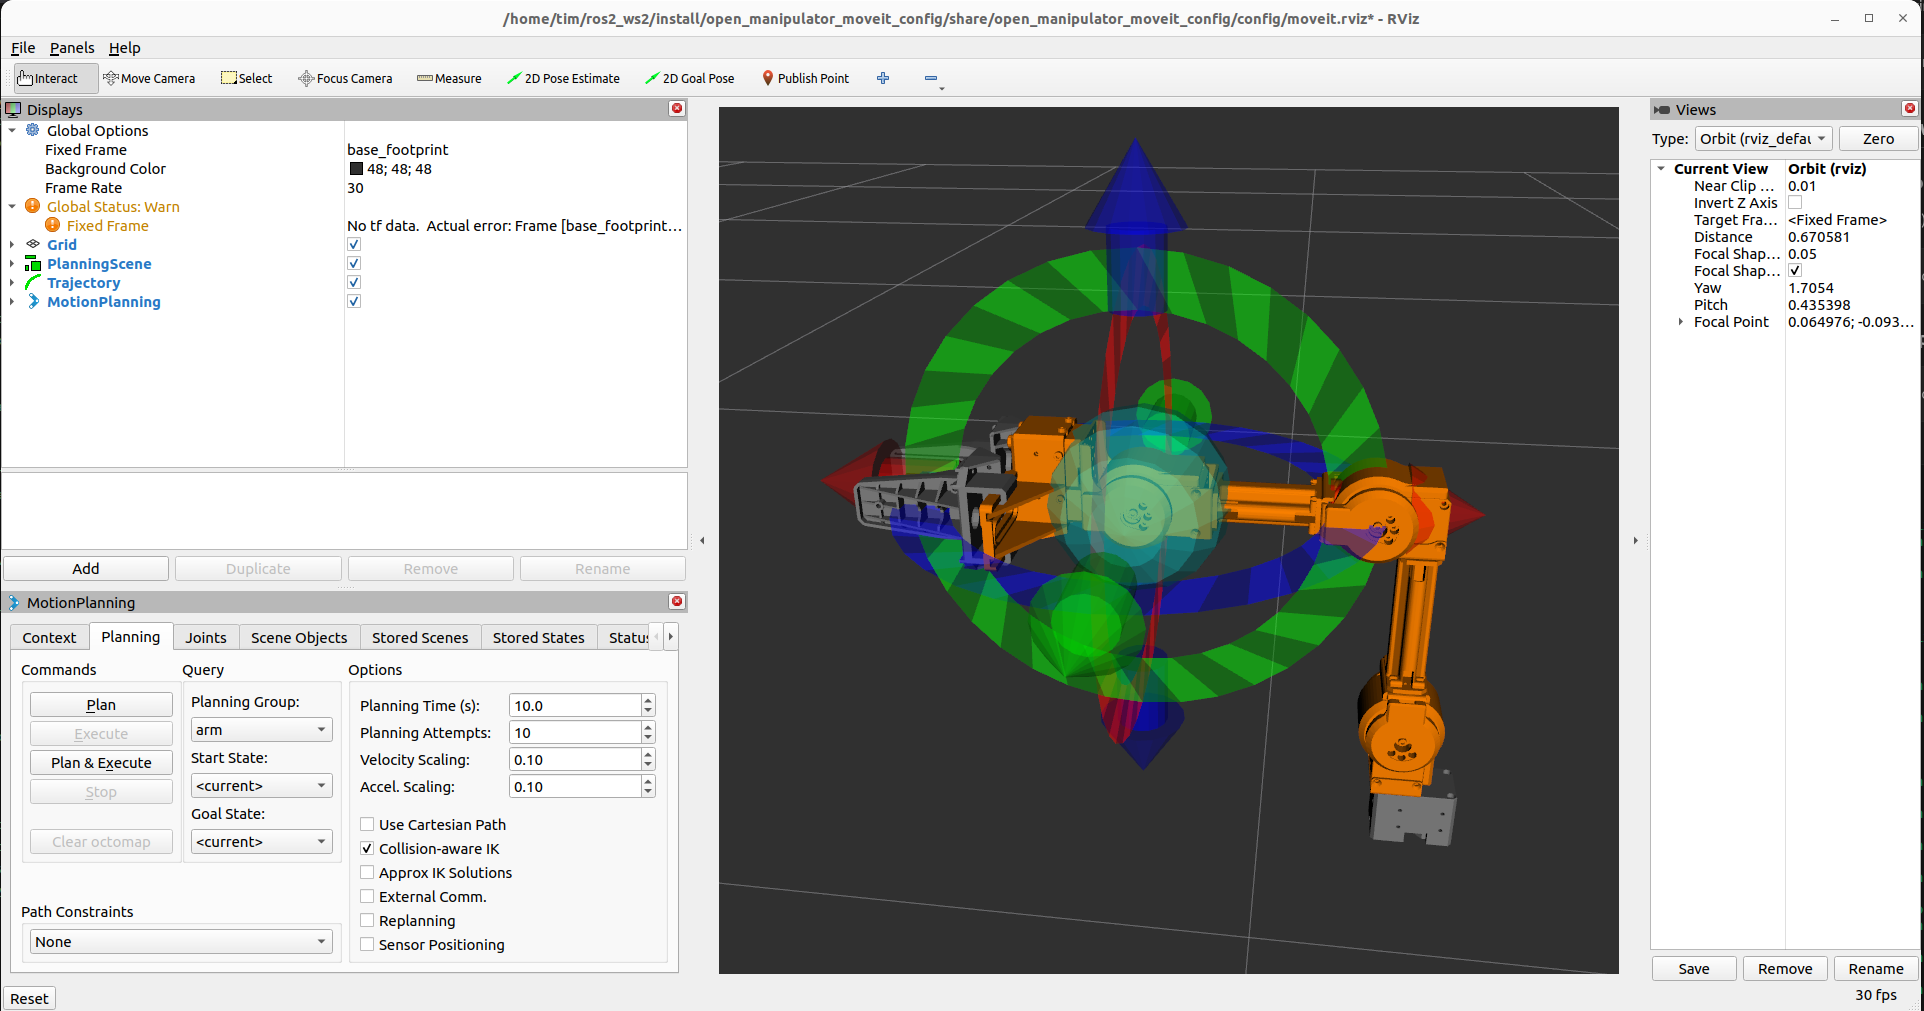 /home/tim/ros2_ws2/install/open_manipulator_moveit_config/share/open_manipulator_moveit_config/config/moveit.rviz* - RViz
File Panels Help
Interact Move Camera Select Focus Camera Measure 2D Pose Estimate 2D Goal Pose Publish Point
Displays
Global Options
Fixed Frame base_footprint
Background Color 48; 48; 48
Frame Rate 30
Global Status: Warn
Fixed Frame No tf data. Actual error: Frame [base_footprint...
Grid
PlanningScene
Trajectory
MotionPlanning
Add Duplicate Remove Rename
MotionPlanning
Context Planning Joints Scene Objects Stored Scenes Stored States Status
Commands Query Options
Plan
Execute
Plan & Execute
Stop
Clear octomap
Planning Group:
arm
Start State:
<current>
Goal State:
<current>
Planning Time (s): 10.0
Planning Attempts: 10
Velocity Scaling: 0.10
Accel. Scaling: 0.10
Use Cartesian Path
Collision-aware IK
Approx IK Solutions
External Comm.
Replanning
Sensor Positioning
Path Constraints
None
Reset
Views
Type: Orbit (rviz_defau Zero
Current View Orbit (rviz)
Near Clip ... 0.01
Invert Z Axis
Target Fra... <Fixed Frame>
Distance 0.670581
Focal Shap... 0.05
Focal Shap...
Yaw 1.7054
Pitch 0.435398
Focal Point 0.064976; -0.093...
Save Remove Rename
30 fps